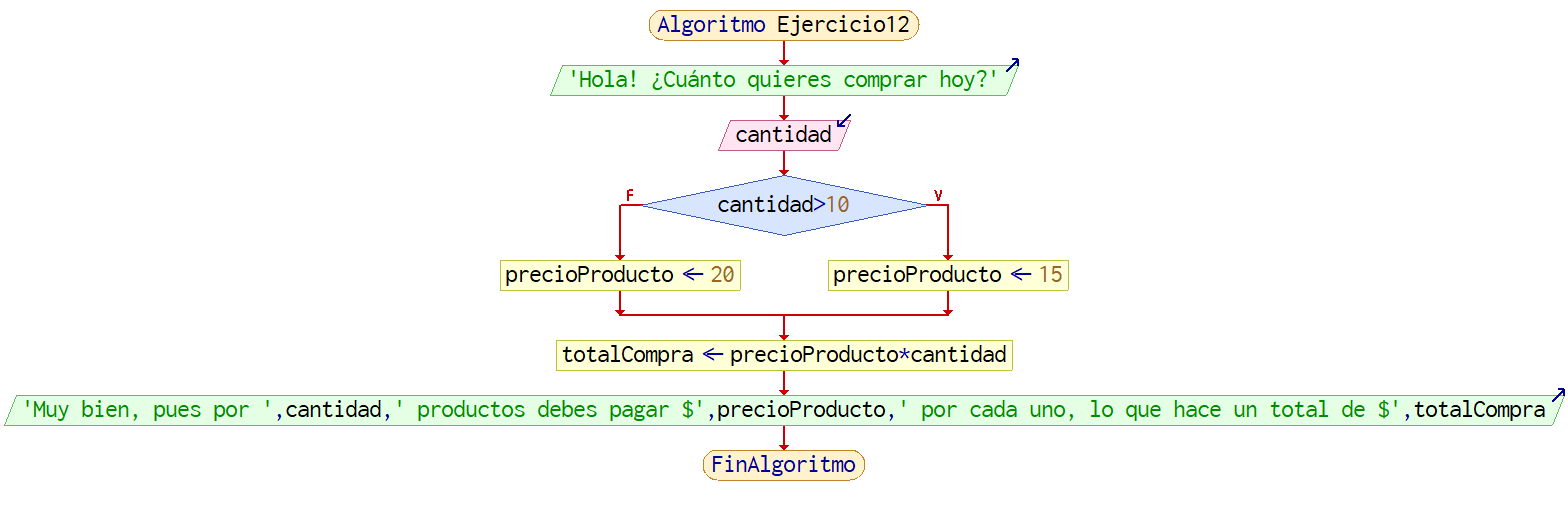 Algoritmo Ejercicio12
'Hola! ¿Cuánto quieres comprar hoy?'
cantidad
F
cantidad>10
V
precioProducto ← 20
precioProducto ← 15
totalCompra ← precioProducto*cantidad
'Muy bien, pues por ',cantidad,' productos debes pagar $',precioProducto,' por cada uno, lo que hace un total de $',totalCompra
FinAlgoritmo